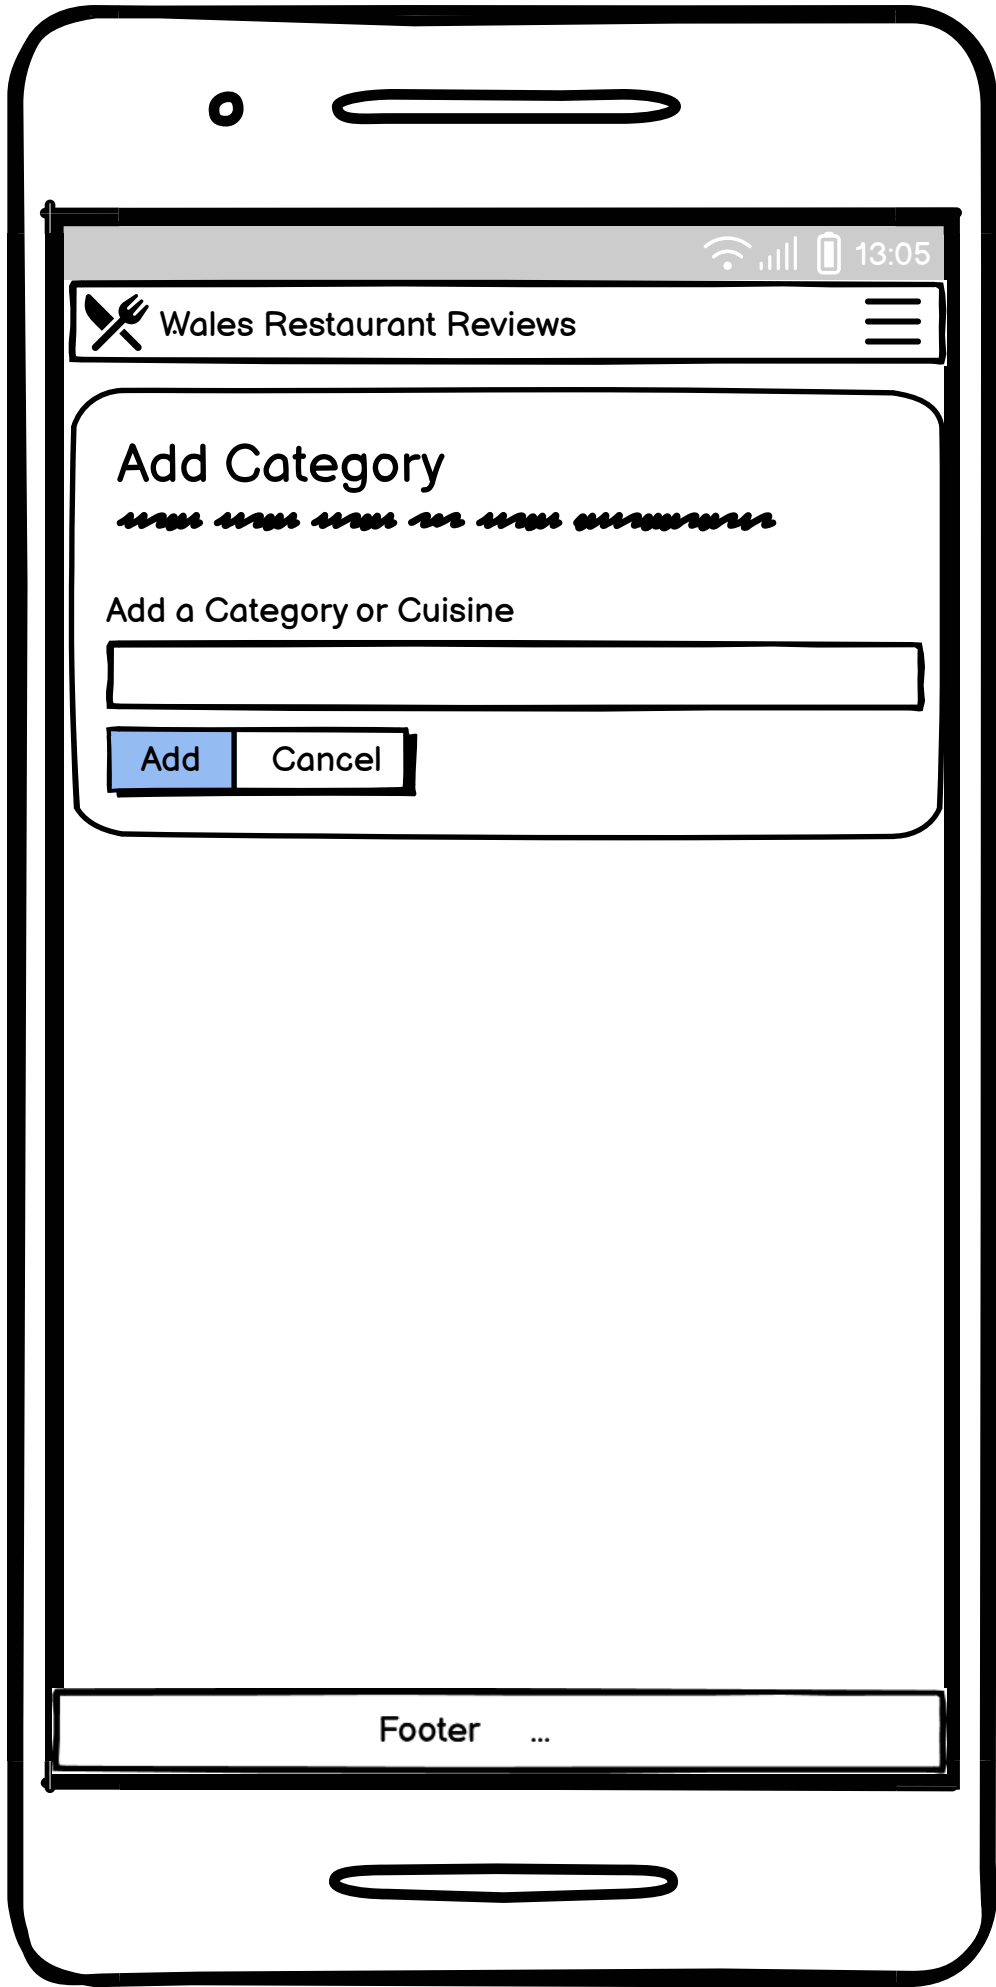 13:05
Wales Restaurant Reviews
Add Category
Add a Category or Cuisine
Add Cancel
Footer ...